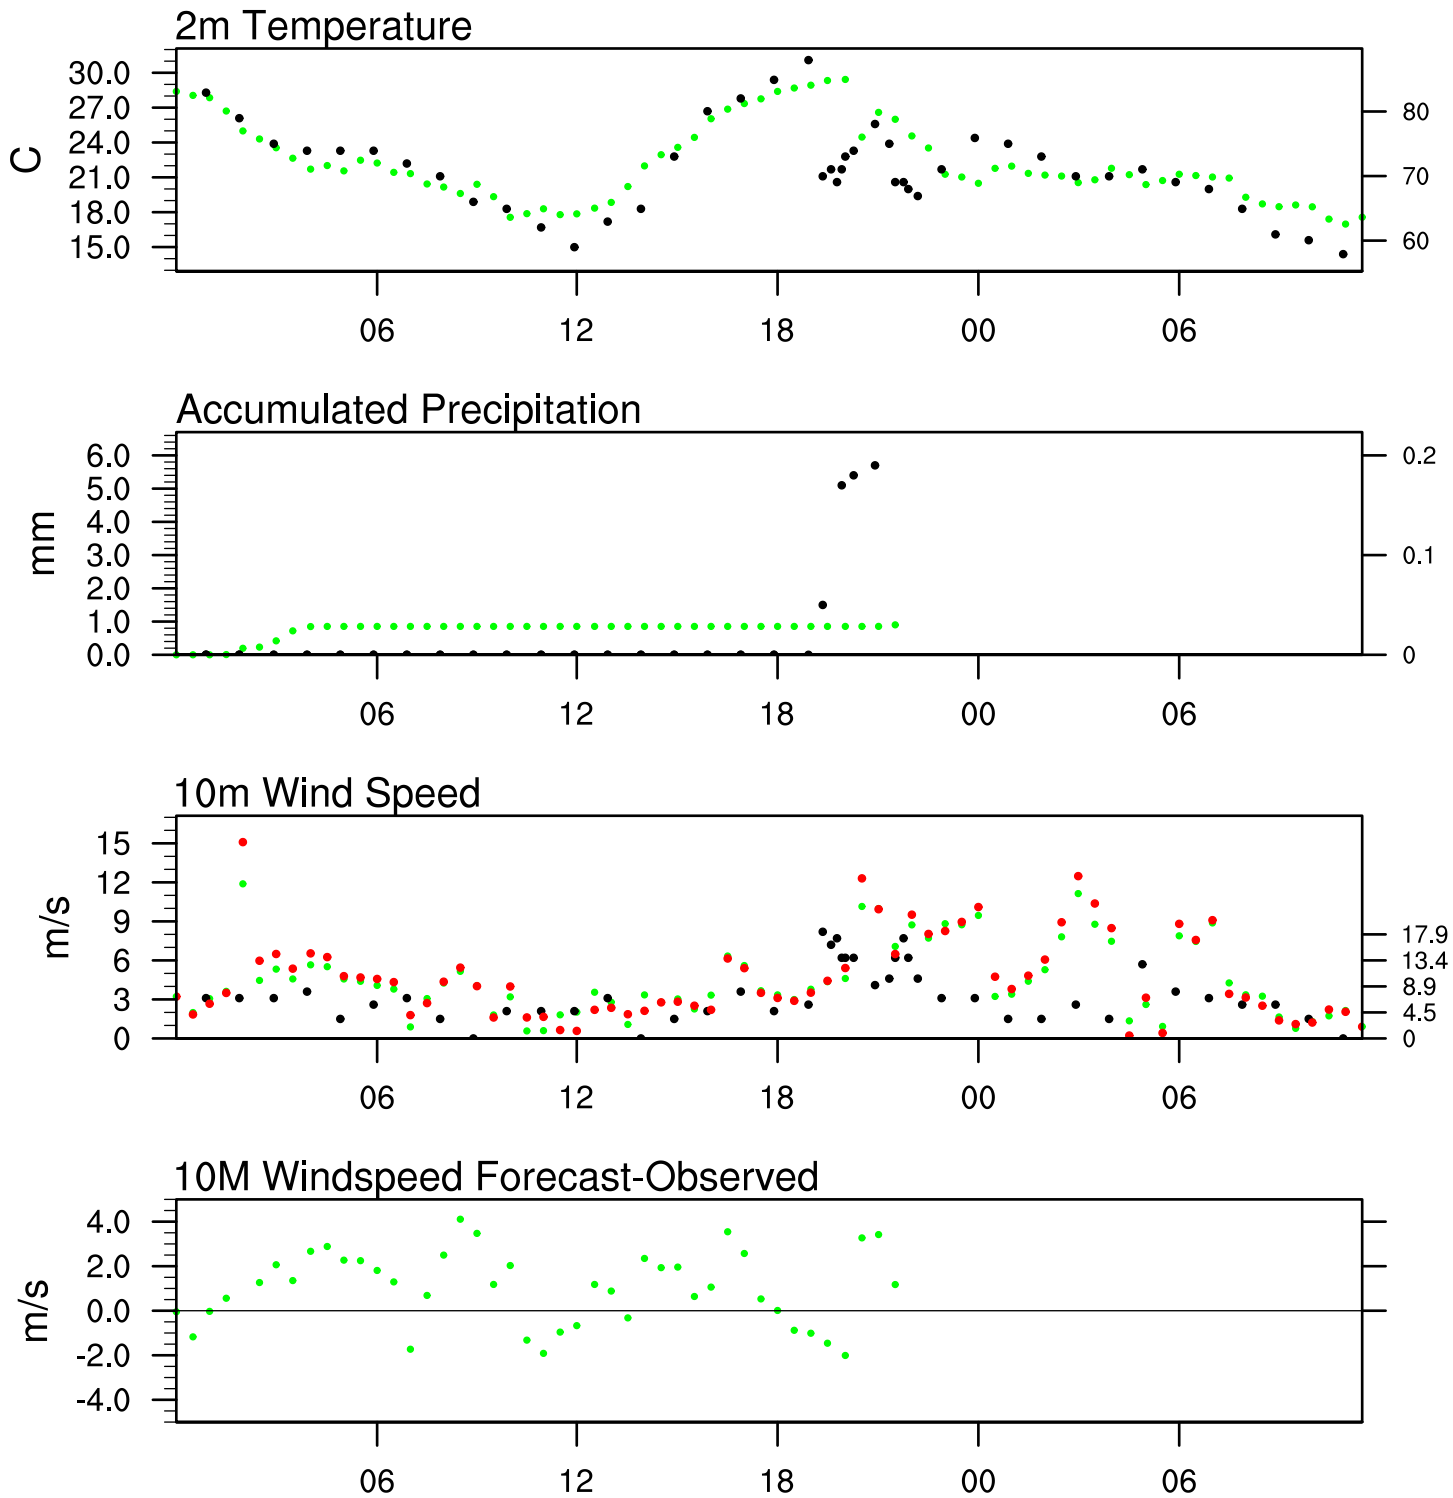 2m Temperature
30.0
27.0
24.0
21.0
18.0
15.0
C
80
70
60
06 12 18 00 06
Accumulated Precipitation
6.0
5.0
4.0
3.0
2.0
1.0
0.0
mm
0.2
0.1
0
06 12 18 00 06
10m Wind Speed
15
12
9
6
3
0
m/s
17.9
13.4
8.9
4.5
0
06 12 18 00 06
10M Windspeed Forecast-Observed
4.0
2.0
0.0
-2.0
-4.0
m/s
06 12 18 00 06